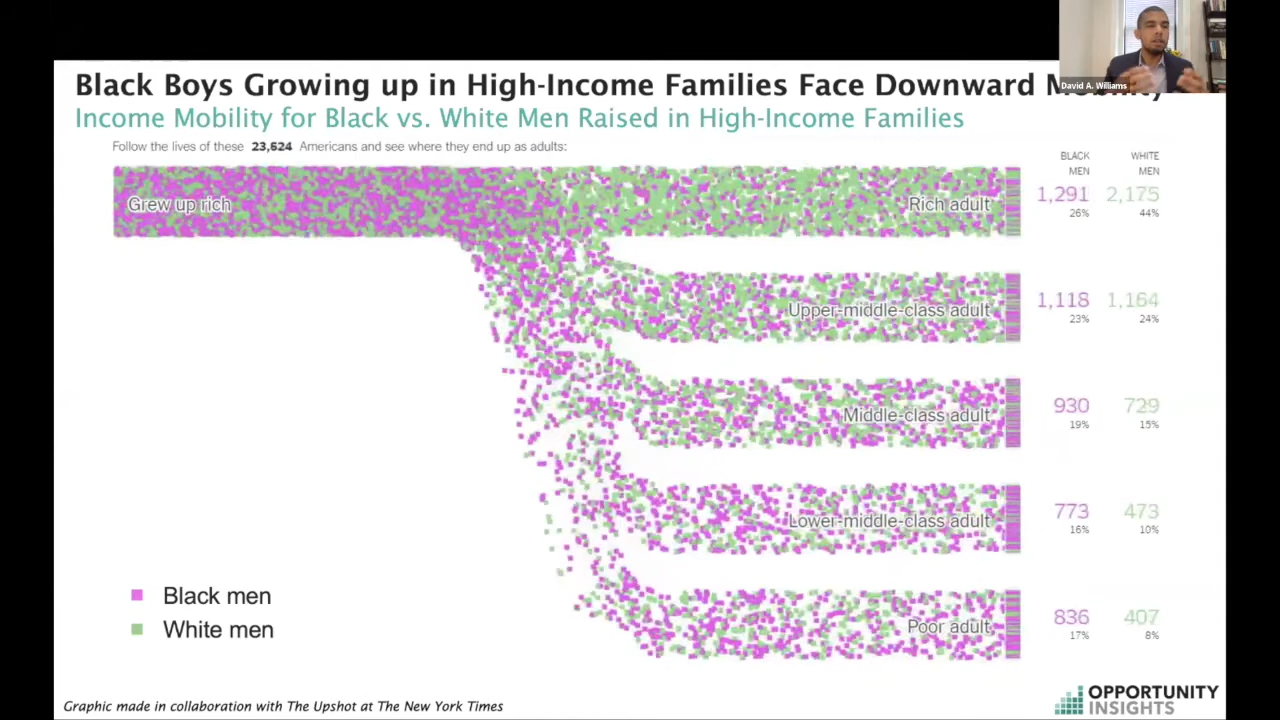 Black Boys Growing up in High-Income Families Face Downward
David A. Williams
Income Mobility for Black vs. White Men Raised in High-Income Families
Follow the lives of these 23,624 Americans and see where they end up as adults:
BLACK MEN
WHITE MEN
Grew up rich
Rich adult
1,291 2,175
26% 44%
Upper-middle-class adult
1,118 1,164
23% 24%
Middle-class adult
930 729
19% 15%
Lower-middle-class adult
773 473
16% 10%
Black men
White men
Poor adult
836 407
17% 8%
Graphic made in collaboration with The Upshot at The New York Times
OPPORTUNITY
INSIGHTS